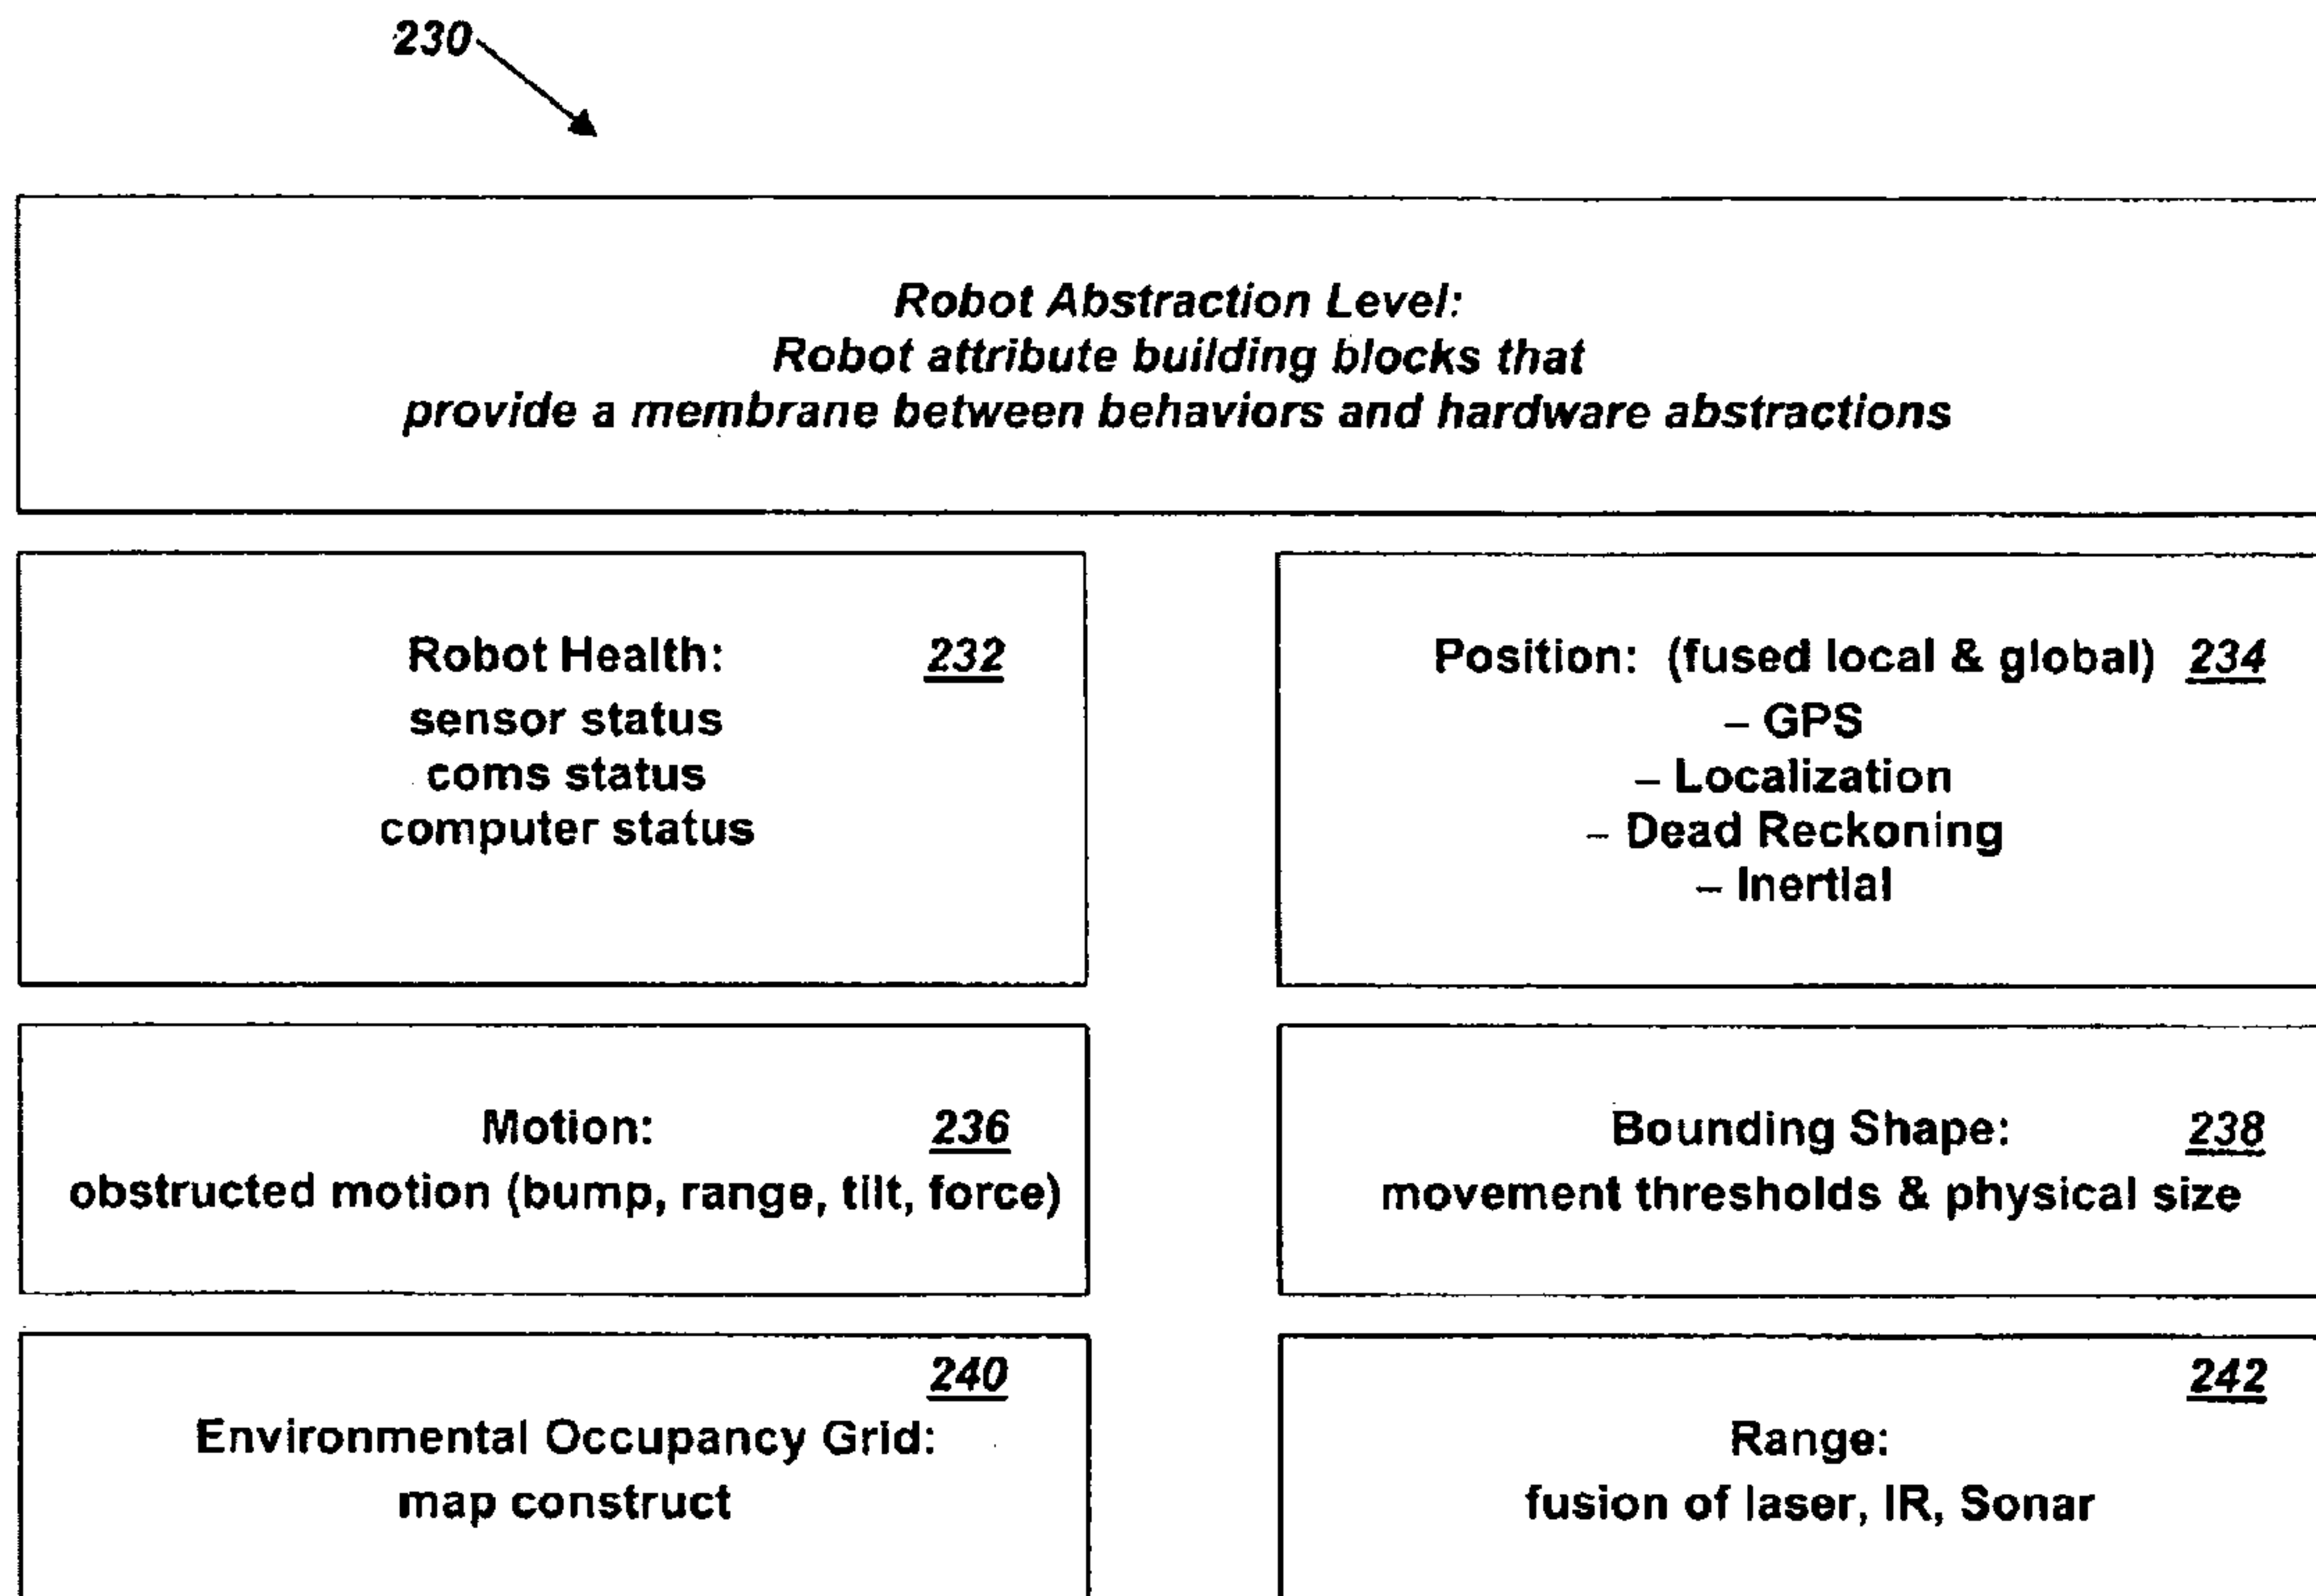 230
Robot Abstraction Level:
Robot attribute building blocks that
provide a membrane between behaviors and hardware abstractions
Robot Health: 232
sensor status
coms status
computer status
Position: (fused local & global) 234
– GPS
– Localization
– Dead Reckoning
– Inertial
Motion: 236
obstructed motion (bump, range, tilt, force)
Bounding Shape: 238
movement thresholds & physical size
240
Environmental Occupancy Grid:
map construct
242
Range:
fusion of laser, IR, Sonar